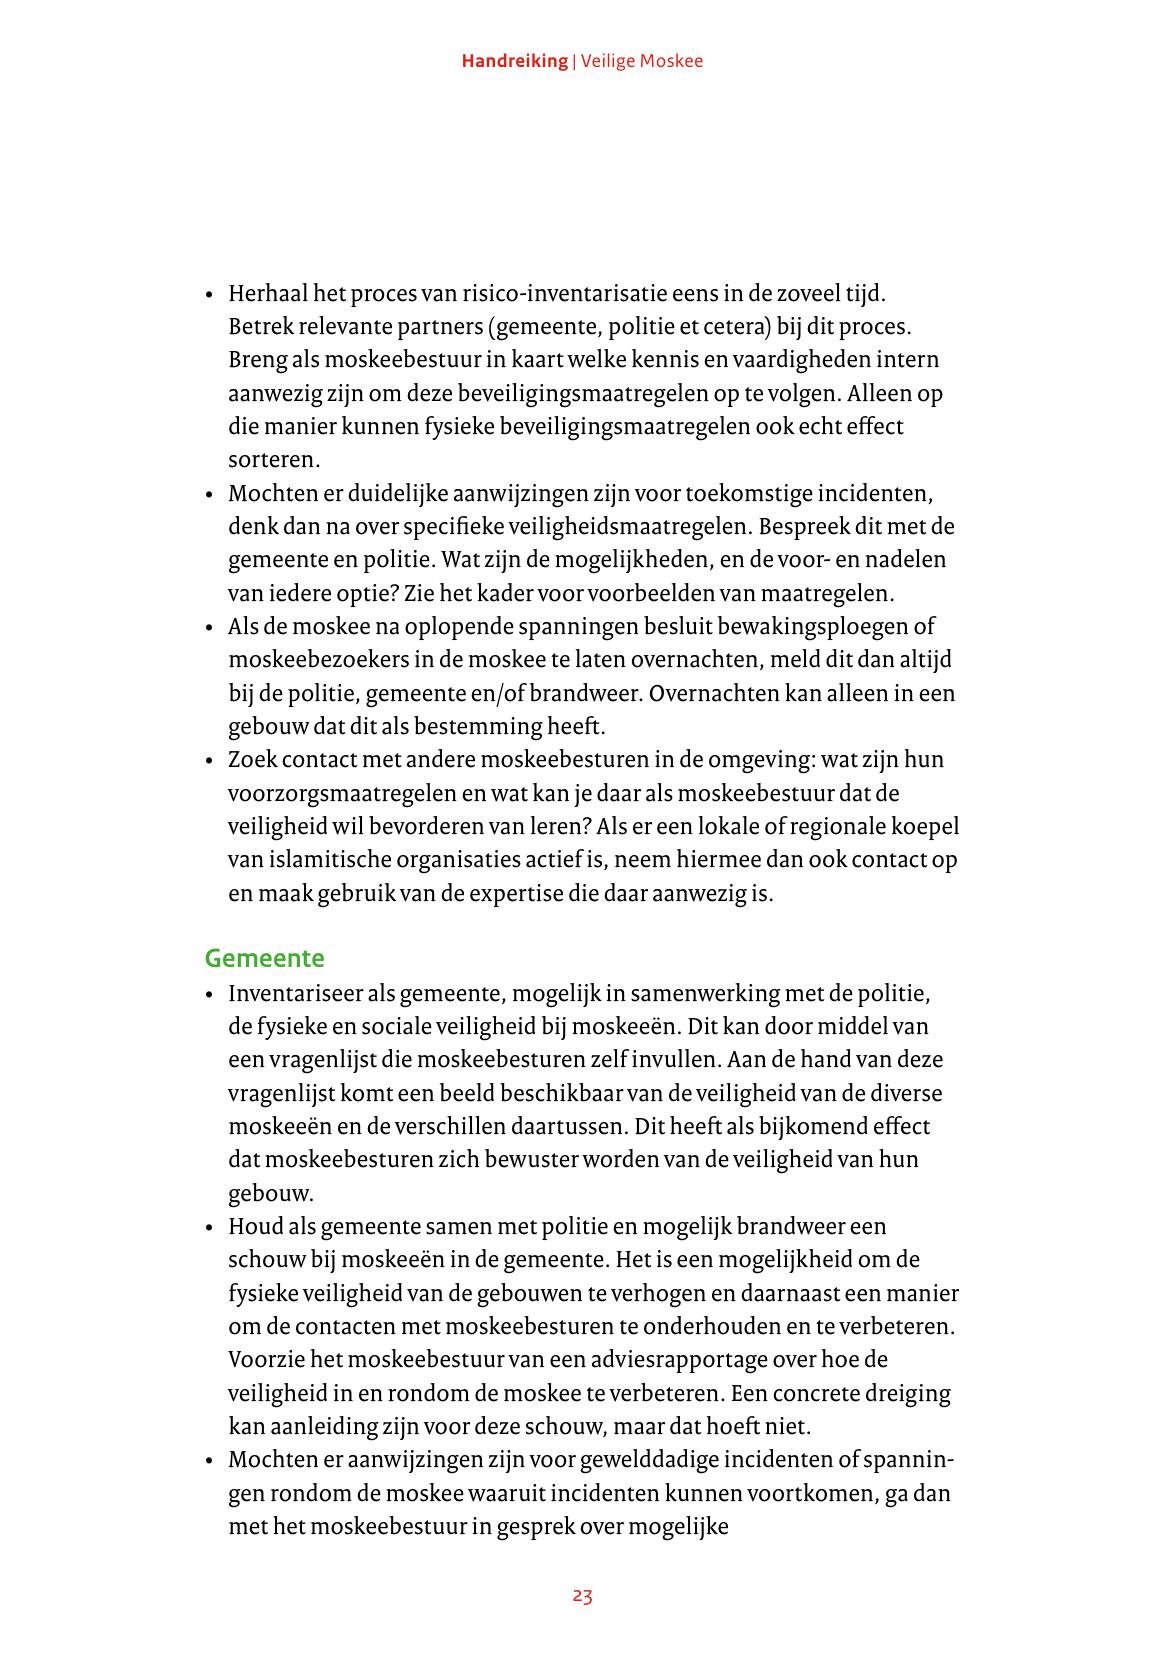 Handreiking | Veilige Moskee
• Herhaal het proces van risico-inventarisatie eens in de zoveel tijd.
Betrek relevante partners (gemeente, politie et cetera) bij dit proces.
Breng als moskeebestuur in kaart welke kennis en vaardigheden intern
aanwezig zijn om deze beveiligingsmaatregelen op te volgen. Alleen op
die manier kunnen fysieke beveiligingsmaatregelen ook echt effect
sorteren.
• Mochten er duidelijke aanwijzingen zijn voor toekomstige incidenten,
denk dan na over specifieke veiligheidsmaatregelen. Bespreek dit met de
gemeente en politie. Wat zijn de mogelijkheden, en de voor- en nadelen
van iedere optie? Zie het kader voor voorbeelden van maatregelen.
• Als de moskee na oplopende spanningen besluit bewakingsploegen of
moskeebezoekers in de moskee te laten overnachten, meld dit dan altijd
bij de politie, gemeente en/of brandweer. Overnachten kan alleen in een
gebouw dat dit als bestemming heeft.
• Zoek contact met andere moskeebesturen in de omgeving: wat zijn hun
voorzorgsmaatregelen en wat kan je daar als moskeebestuur dat de
veiligheid wil bevorderen van leren? Als er een lokale of regionale koepel
van islamitische organisaties actief is, neem hiermee dan ook contact op
en maak gebruik van de expertise die daar aanwezig is.
Gemeente
• Inventariseer als gemeente, mogelijk in samenwerking met de politie,
de fysieke en sociale veiligheid bij moskeeën. Dit kan door middel van
een vragenlijst die moskeebesturen zelf invullen. Aan de hand van deze
vragenlijst komt een beeld beschikbaar van de veiligheid van de diverse
moskeeën en de verschillen daartussen. Dit heeft als bijkomend effect
dat moskeebesturen zich bewuster worden van de veiligheid van hun
gebouw.
• Houd als gemeente samen met politie en mogelijk brandweer een
schouw bij moskeeën in de gemeente. Het is een mogelijkheid om de
fysieke veiligheid van de gebouwen te verhogen en daarnaast een manier
om de contacten met moskeebesturen te onderhouden en te verbeteren.
Voorzie het moskeebestuur van een adviesrapportage over hoe de
veiligheid in en rondom de moskee te verbeteren. Een concrete dreiging
kan aanleiding zijn voor deze schouw, maar dat hoeft niet.
• Mochten er aanwijzingen zijn voor gewelddadige incidenten of spannin-
gen rondom de moskee waaruit incidenten kunnen voortkomen, ga dan
met het moskeebestuur in gesprek over mogelijke
23